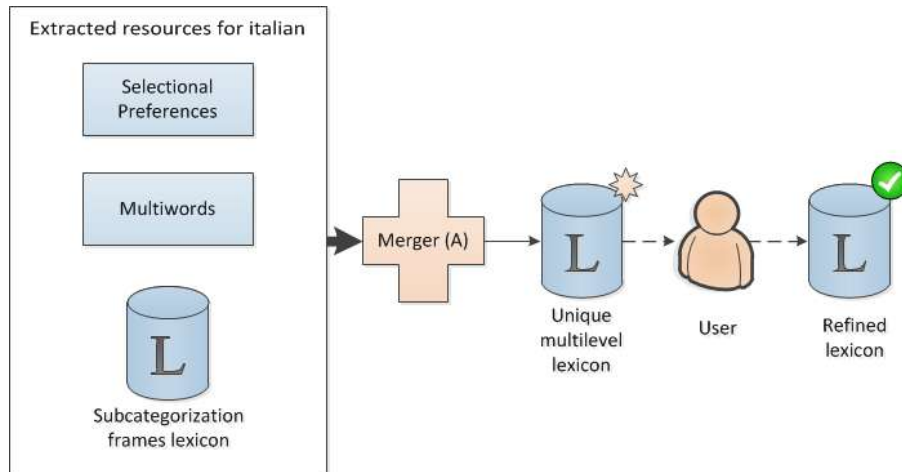 Extracted resources for italian
Selectional
Preferences
Multiwords
L
Subcategorization
frames lexicon
Merger (A)
L
Unique
multilevel
lexicon
User
L
Refined
lexicon